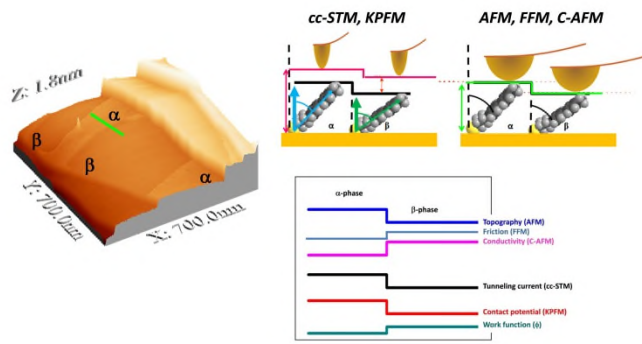 cc-STM, KPFM
AFM, FFM, C-AFM
Z: 1.8nm
α
β
β
α
Y: 700.0nm
X: 700.0nm
α
β
α
β
α-phase
β-phase
Topography (AFM)
Friction (FFM)
Conductivity (C-AFM)
Tunneling current (cc-STM)
Contact potential (KPFM)
Work function (ϕ)